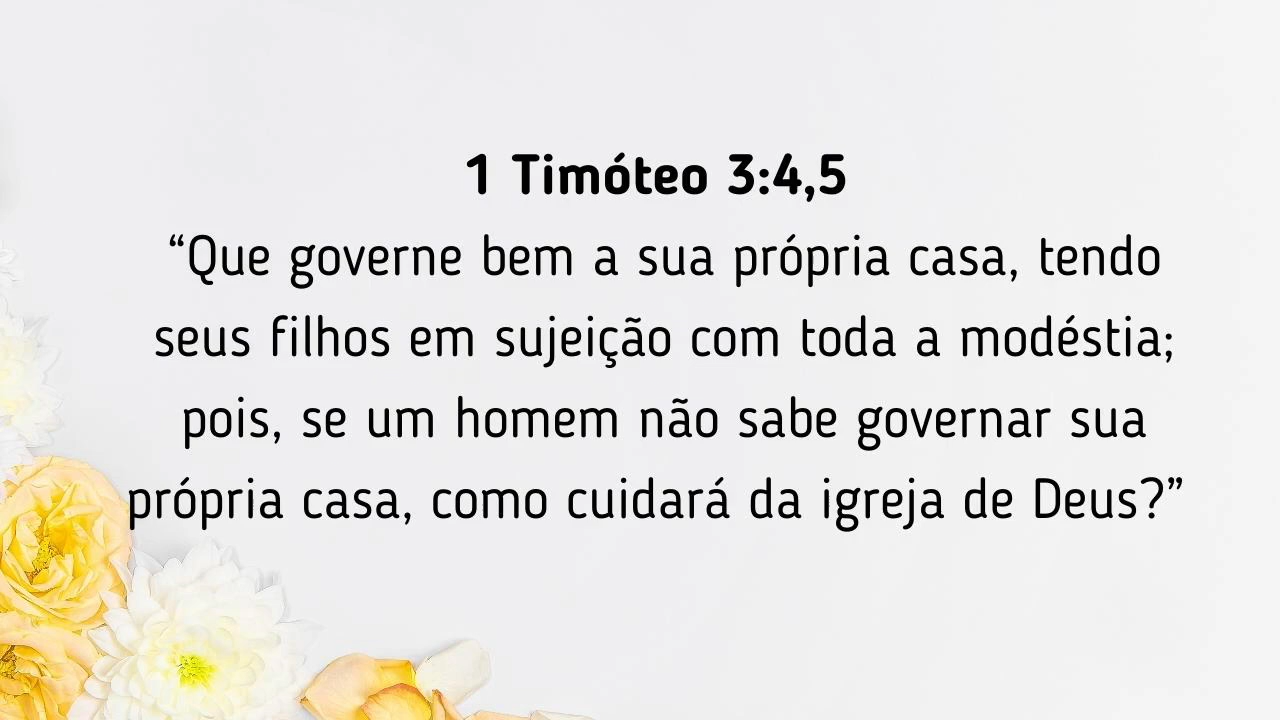 1 Timóteo 3:4,5
“Que governe bem a sua própria casa, tendo
seus filhos em sujeição com toda a modéstia;
pois, se um homem não sabe governar sua
própria casa, como cuidará da igreja de Deus?”